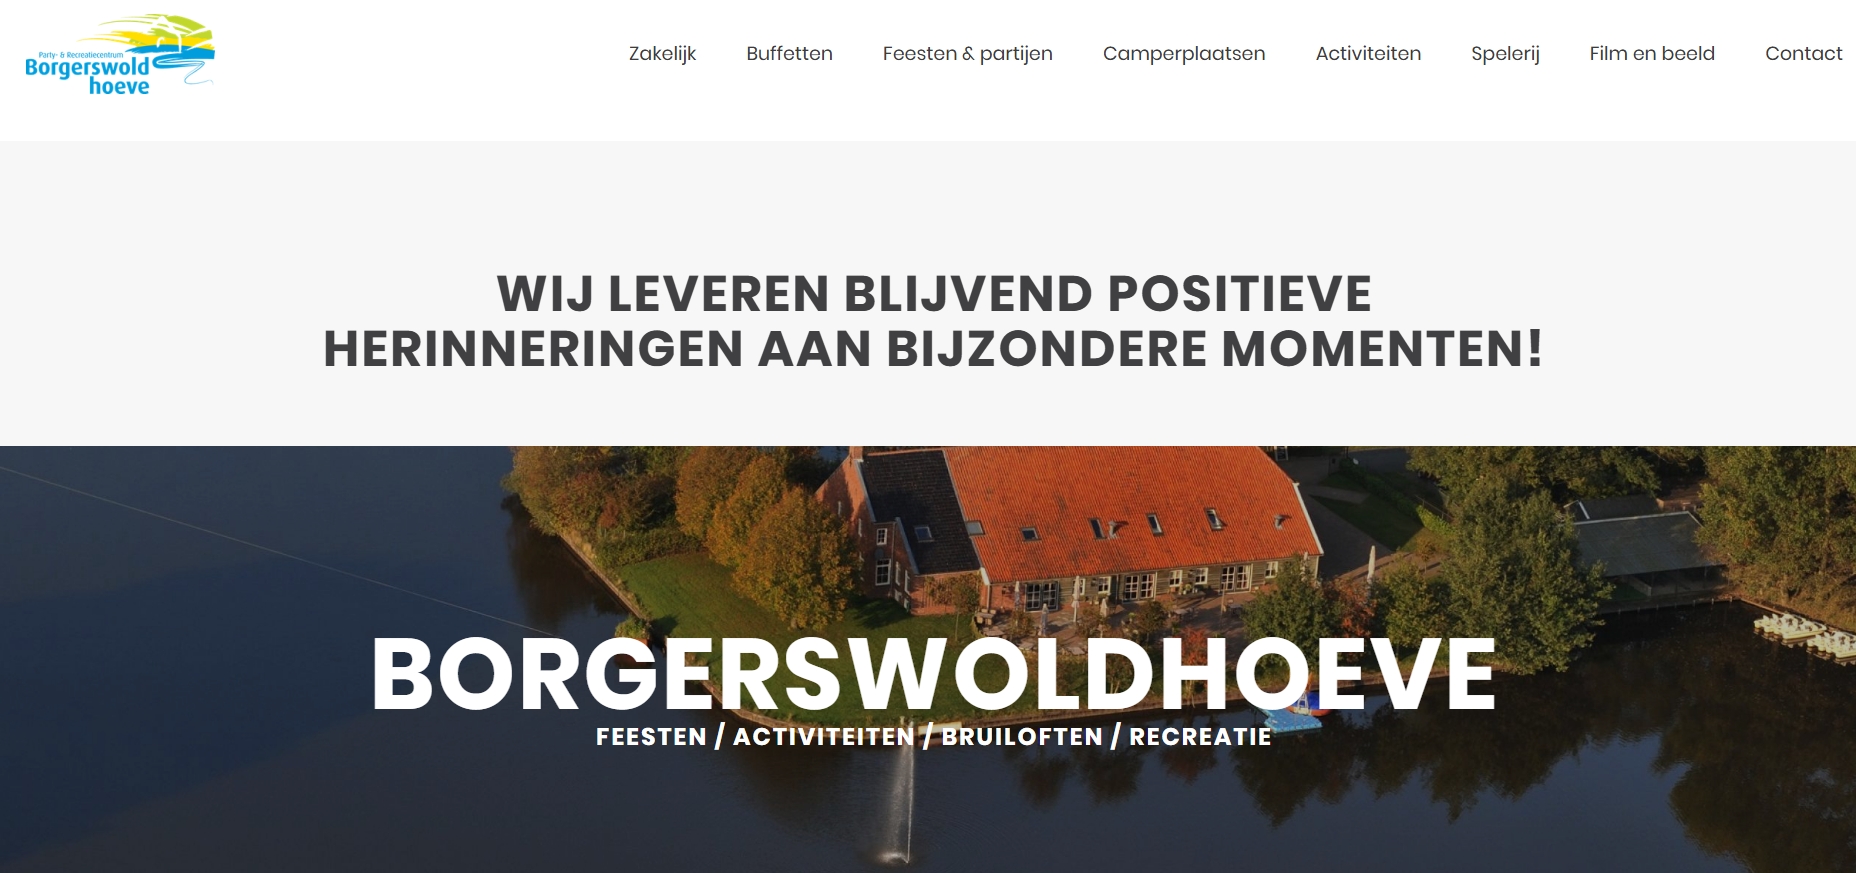 Party- & Recreatiecentrum
Borgerswold
hoeve
Zakelijk Buffetten Feesten & partijen Camperplaatsen Activiteiten Spelerij Film en beeld Contact
WIJ LEVEREN BLIJVEND POSITIEVE
HERINNERINGEN AAN BIJZONDERE MOMENTEN!
BORGERSWOLDHOEVE
FEESTEN / ACTIVITEITEN / BRUILOFTEN / RECREATIE